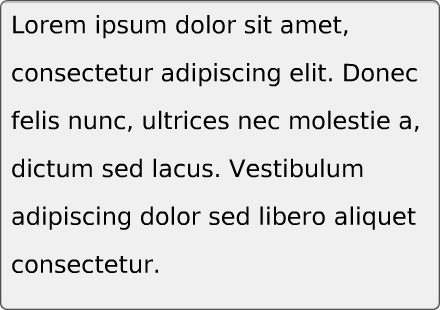 Lorem ipsum dolor sit amet,
consectetur adipiscing elit. Donec
felis nunc, ultrices nec molestie a,
dictum sed lacus. Vestibulum
adipiscing dolor sed libero aliquet
consectetur.